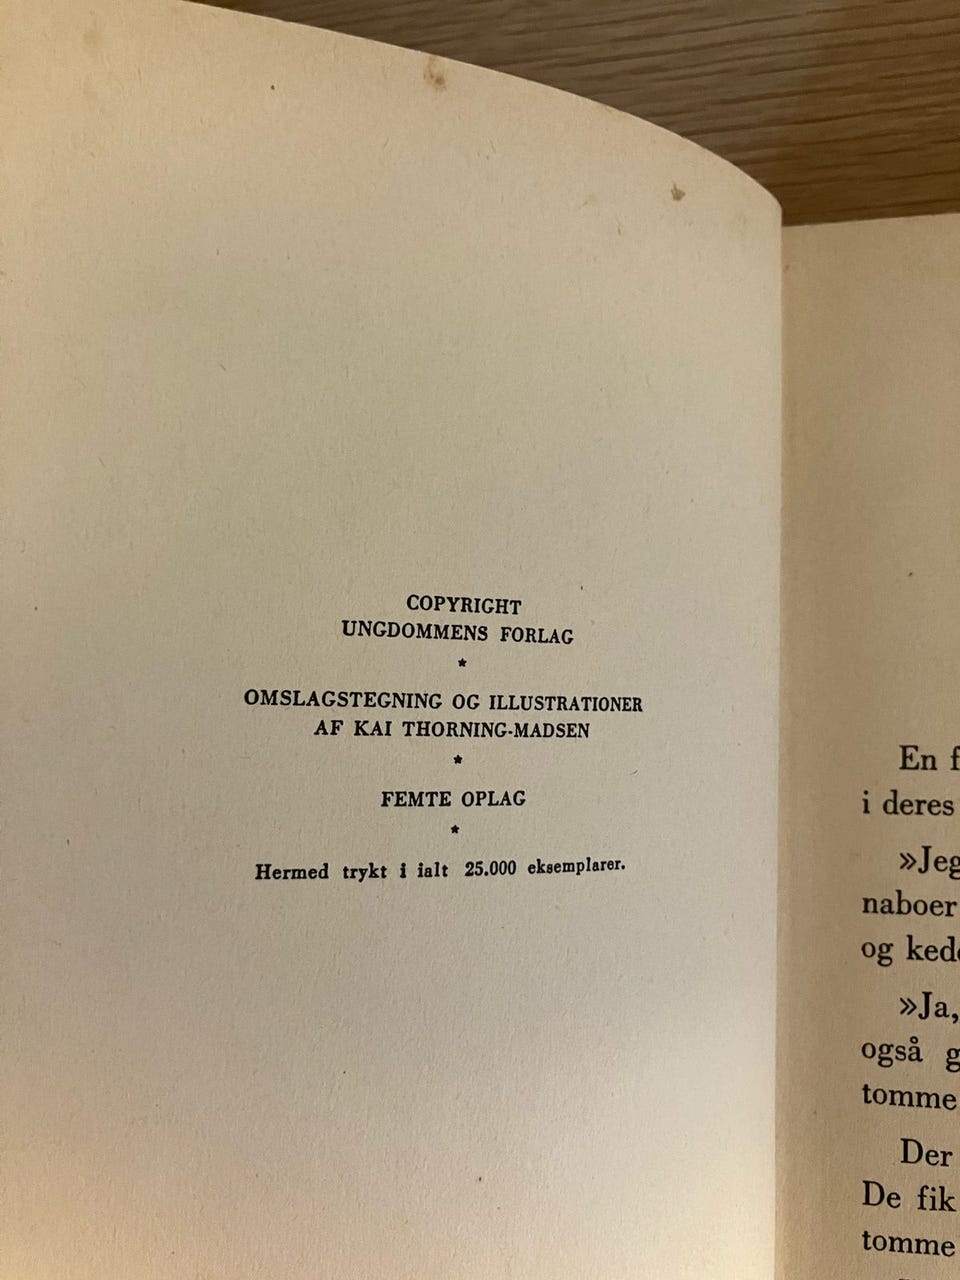 COPYRIGHT
UNGDOMMENS FORLAG
*
OMSLAGSTEGNING OG ILLUSTRATIONER
AF KAI THORNING-MADSEN
*
FEMTE OPLAG
*
Hermed trykt i ialt 25.000 eksemplarer.
En f
i deres
»Jeg
naboer
og kede
»Ja,
også g
tomme
Der
De fik
tomme